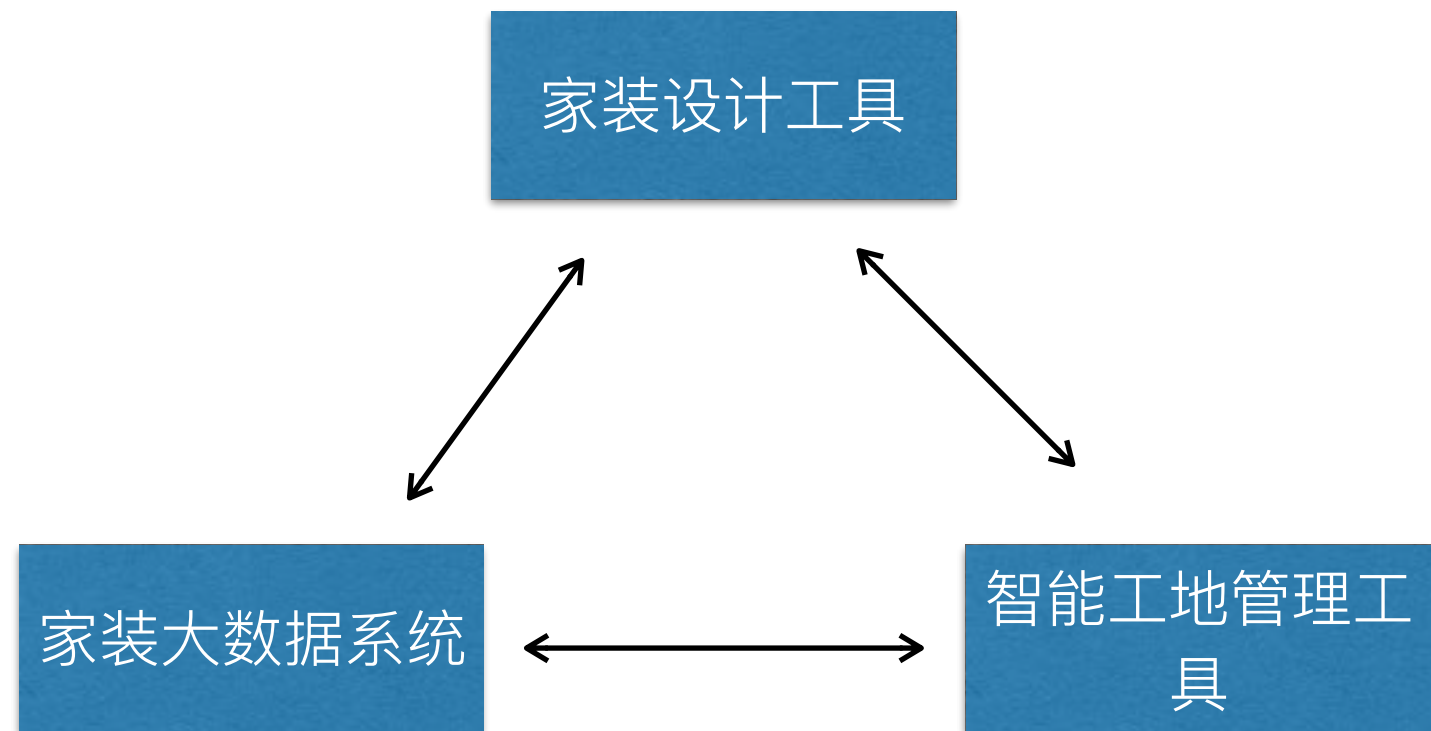 家装设计工具
家装大数据系统
智能工地管理工
具